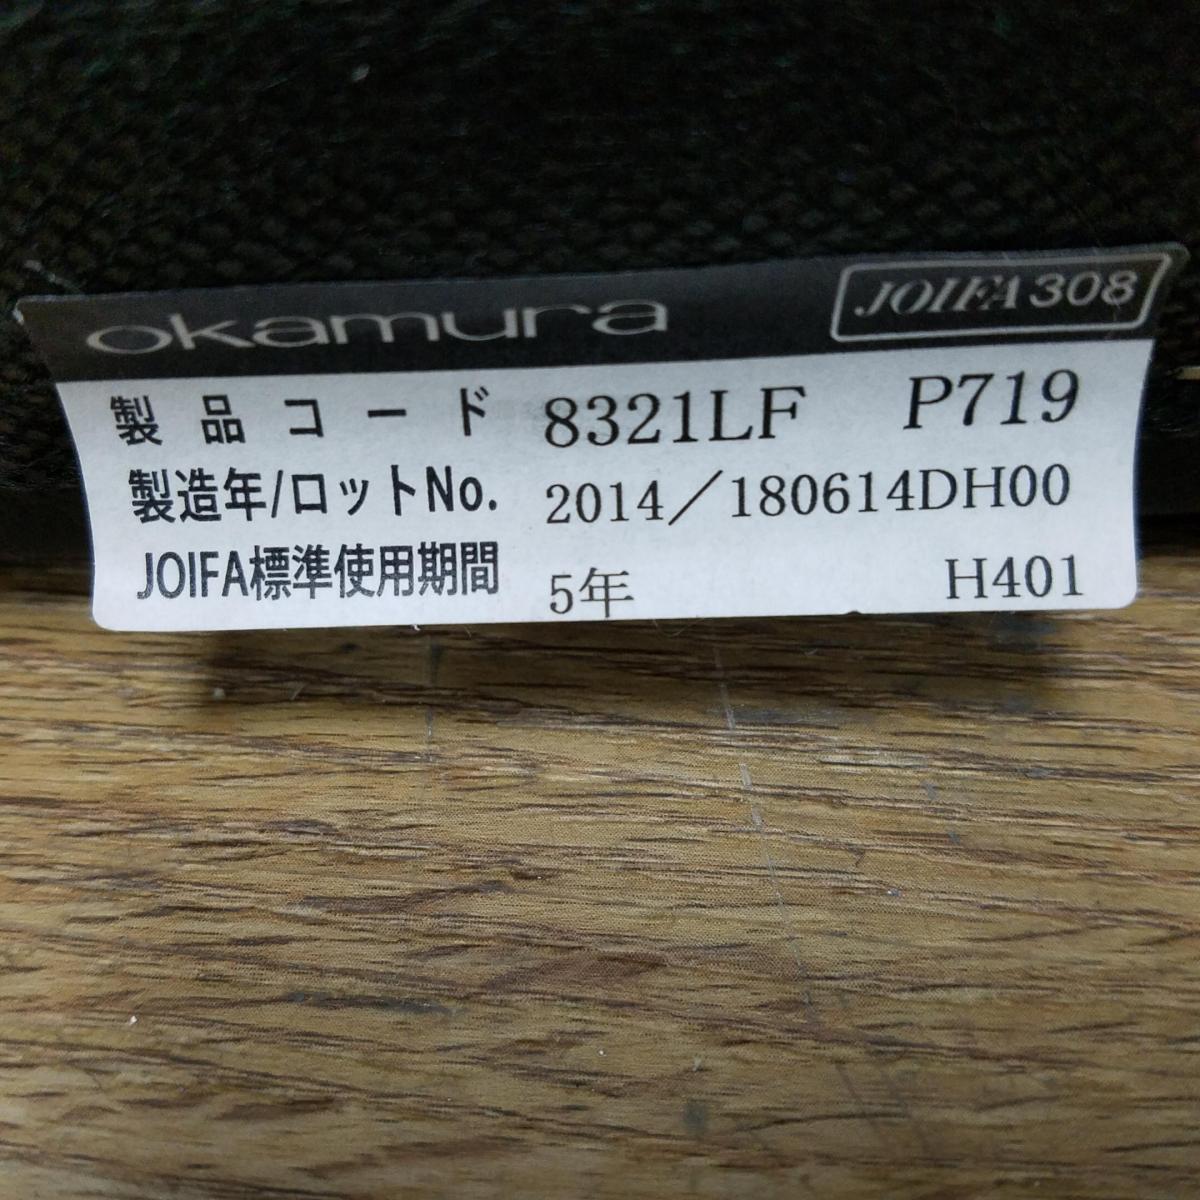 okamura JOIFA308
製品コード 8321LF P719
製造年/ロットNo. 2014／180614DH00
JOIFA標準使用期間 5年 H401